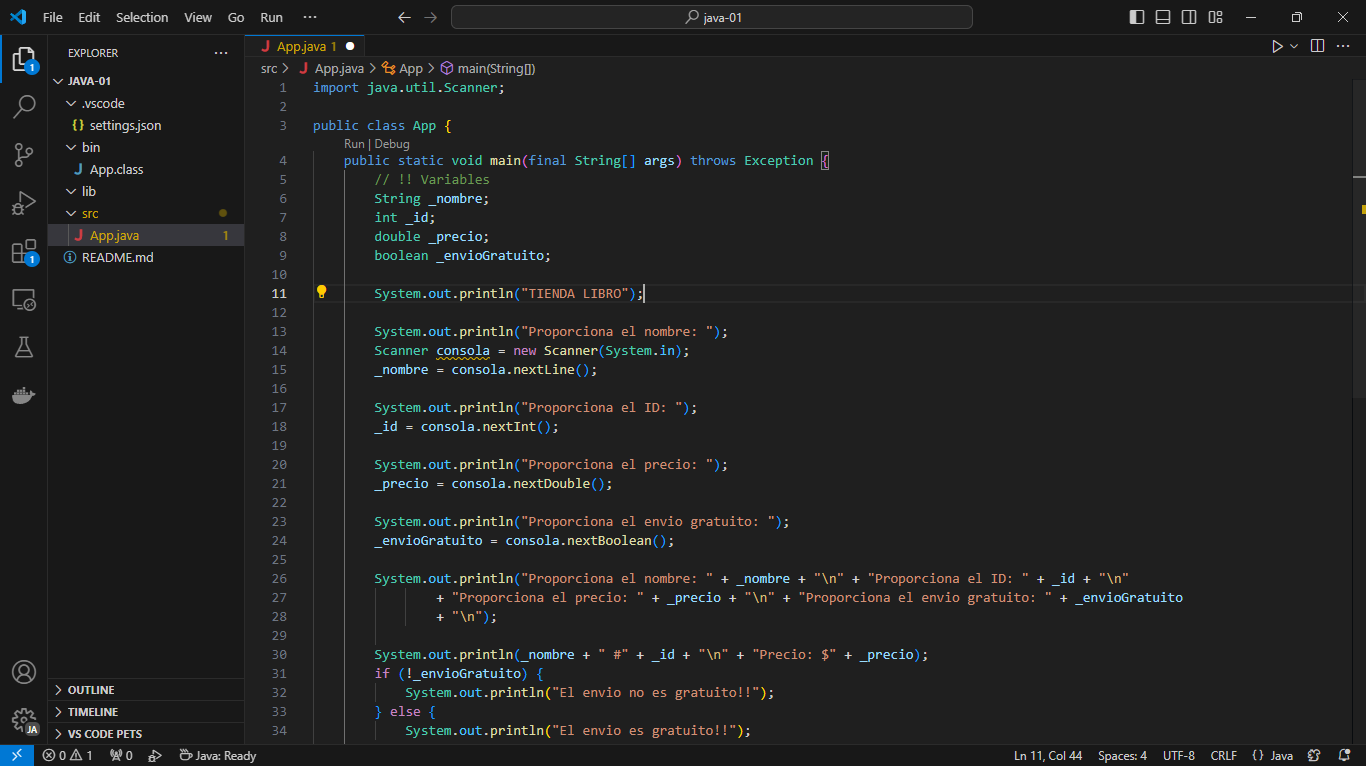 File Edit Selection View Go Run ··· java-01
EXPLORER ···
JAVA-01
.vscode
{} settings.json
bin
J App.class
lib
src
J App.java 1
README.md
OUTLINE
TIMELINE
VS CODE PETS
1
1
JA
J App.java 1
src > J App.java > App > main(String[])
1 import java.util.Scanner;
2
3 public class App {
Run | Debug
4 public static void main(final String[] args) throws Exception {
5 // !! Variables
6 String _nombre;
7 int _id;
8 double _precio;
9 boolean _envioGratuito;
10
11 System.out.println("TIENDA LIBRO");
12
13 System.out.println("Proporciona el nombre: ");
14 Scanner consola = new Scanner(System.in);
15 _nombre = consola.nextLine();
16
17 System.out.println("Proporciona el ID: ");
18 _id = consola.nextInt();
19
20 System.out.println("Proporciona el precio: ");
21 _precio = consola.nextDouble();
22
23 System.out.println("Proporciona el envio gratuito: ");
24 _envioGratuito = consola.nextBoolean();
25
26 System.out.println("Proporciona el nombre: " + _nombre + "\n" + "Proporciona el ID: " + _id + "\n"
27 + "Proporciona el precio: " + _precio + "\n" + "Proporciona el envio gratuito: " + _envioGratuito
28 + "\n");
29
30 System.out.println(_nombre + " #" + _id + "\n" + "Precio: $" + _precio);
31 if (!_envioGratuito) {
32 System.out.println("El envio no es gratuito!!");
33 } else {
34 System.out.println("El envio es gratuito!!");
0 1 0 Java: Ready Ln 11, Col 44 Spaces: 4 UTF-8 CRLF {} Java